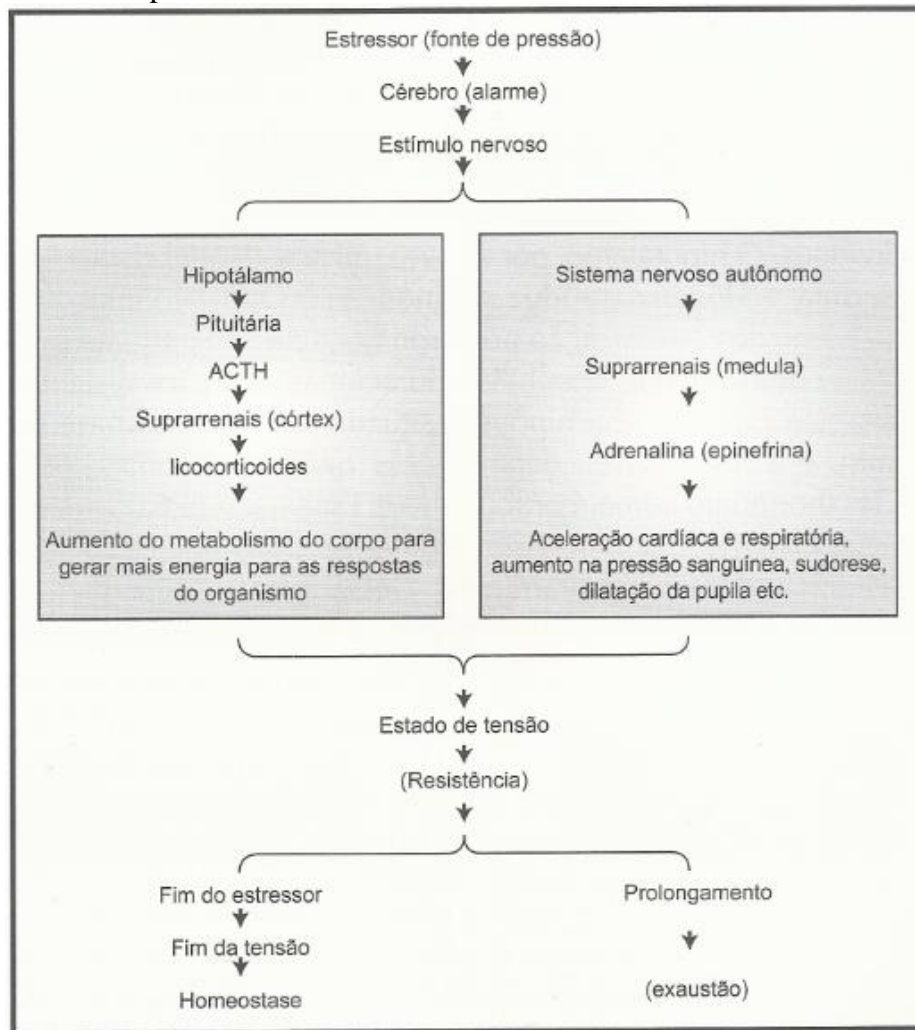 Estressor (fonte de pressão)
Cérebro (alarme)
Estímulo nervoso
Hipotálamo
Pituitária
ACTH
Suprarrenais (córtex)
licocorticoides
Aumento do metabolismo do corpo para
gerar mais energia para as respostas
do organismo
Sistema nervoso autônomo
Suprarrenais (medula)
Adrenalina (epinefrina)
Aceleração cardíaca e respiratória,
aumento na pressão sanguínea, sudorese,
dilatação da pupila etc.
Estado de tensão
(Resistência)
Fim do estressor
Fim da tensão
Homeostase
Prolongamento
(exaustão)